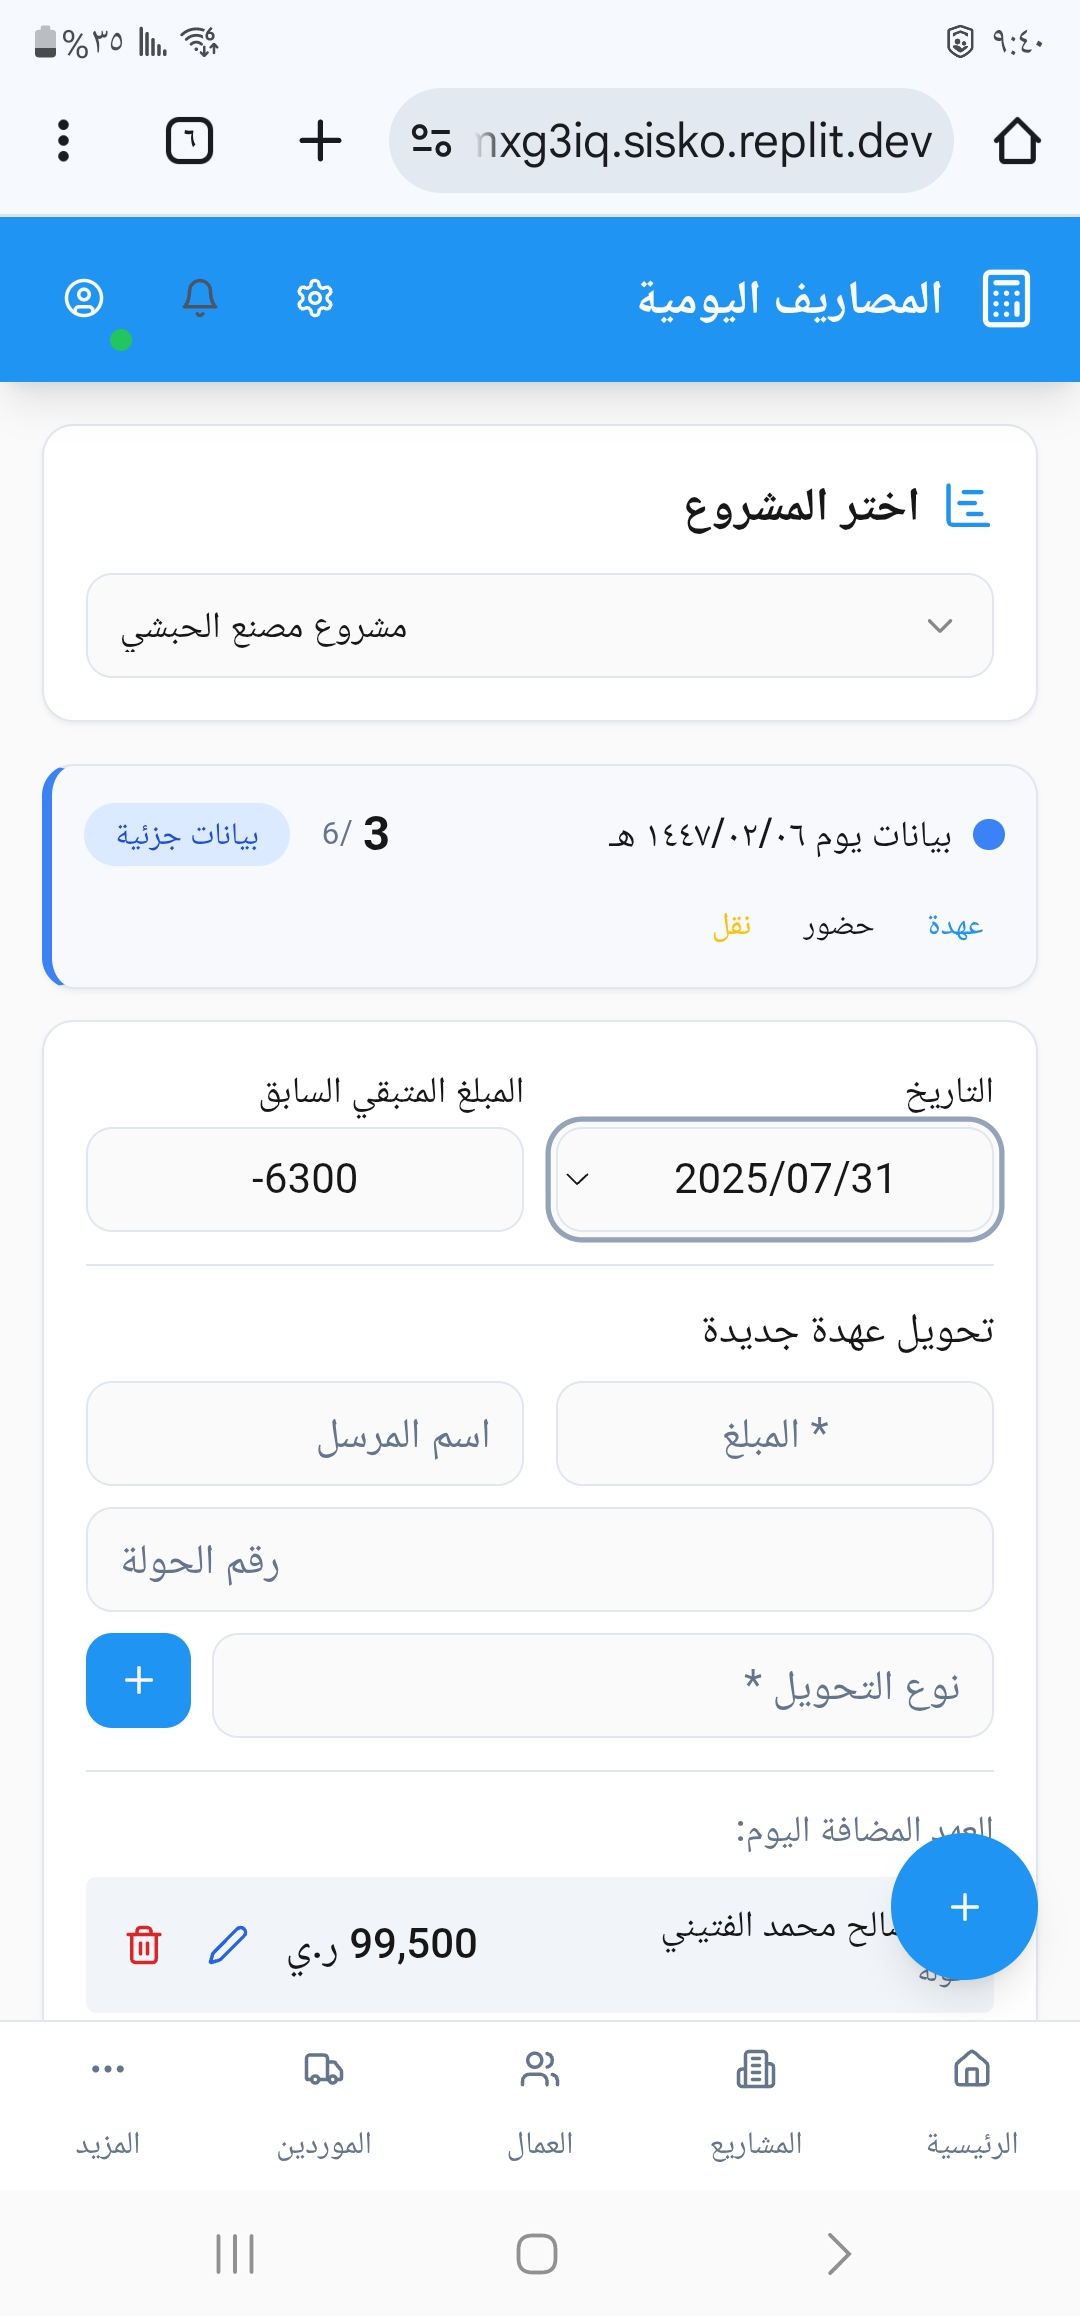 ٩:٤٠
٣٥%
mxg3iq.sisko.replit.dev
٦
المصاريف اليومية
اختر المشروع
مشروع مصنع الحبشي
بيانات يوم ١٤٤٧/٠٢/٠٦ هـ
3 /6
بيانات جزئية
عهدة حضور نقل
التاريخ
المبلغ المتبقي السابق
2025/07/31
-6300
تحويل عهدة جديدة
المبلغ *
اسم المرسل
رقم الحولة
نوع التحويل *
العهد المضافة اليوم:
محمد الفتيني
99,500 ر.ي
الرئيسية
المشاريع
العمال
الموردين
المزيد